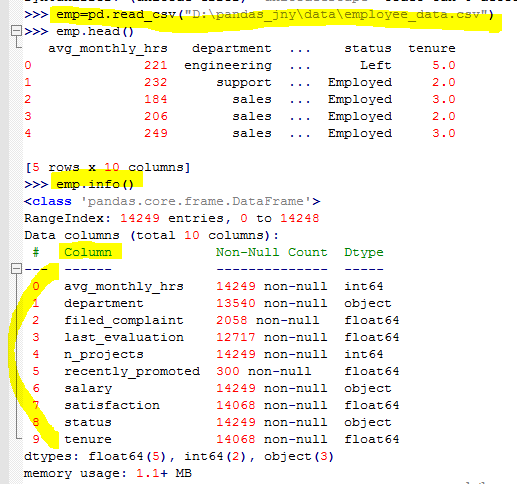 >>> emp=pd.read_csv("D:\pandas_jny\data\employee_data.csv")
>>> emp.head()
   avg_monthly_hrs   department  ...    status  tenure
0              221  engineering  ...      Left     5.0
1              232      support  ...  Employed     2.0
2              184        sales  ...  Employed     3.0
3              206        sales  ...  Employed     2.0
4              249        sales  ...  Employed     3.0
[5 rows x 10 columns]
>>> emp.info()
<class 'pandas.core.frame.DataFrame'>
RangeIndex: 14249 entries, 0 to 14248
Data columns (total 10 columns):
 #   Column             Non-Null Count  Dtype
---  ------             --------------  -----
 0   avg_monthly_hrs    14249 non-null  int64
 1   department         13540 non-null  object
 2   filed_complaint    2058 non-null   float64
 3   last_evaluation    12717 non-null  float64
 4   n_projects         14249 non-null  int64
 5   recently_promoted  300 non-null    float64
 6   salary             14249 non-null  object
 7   satisfaction       14068 non-null  float64
 8   status             14249 non-null  object
 9   tenure             14068 non-null  float64
dtypes: float64(5), int64(2), object(3)
memory usage: 1.1+ MB